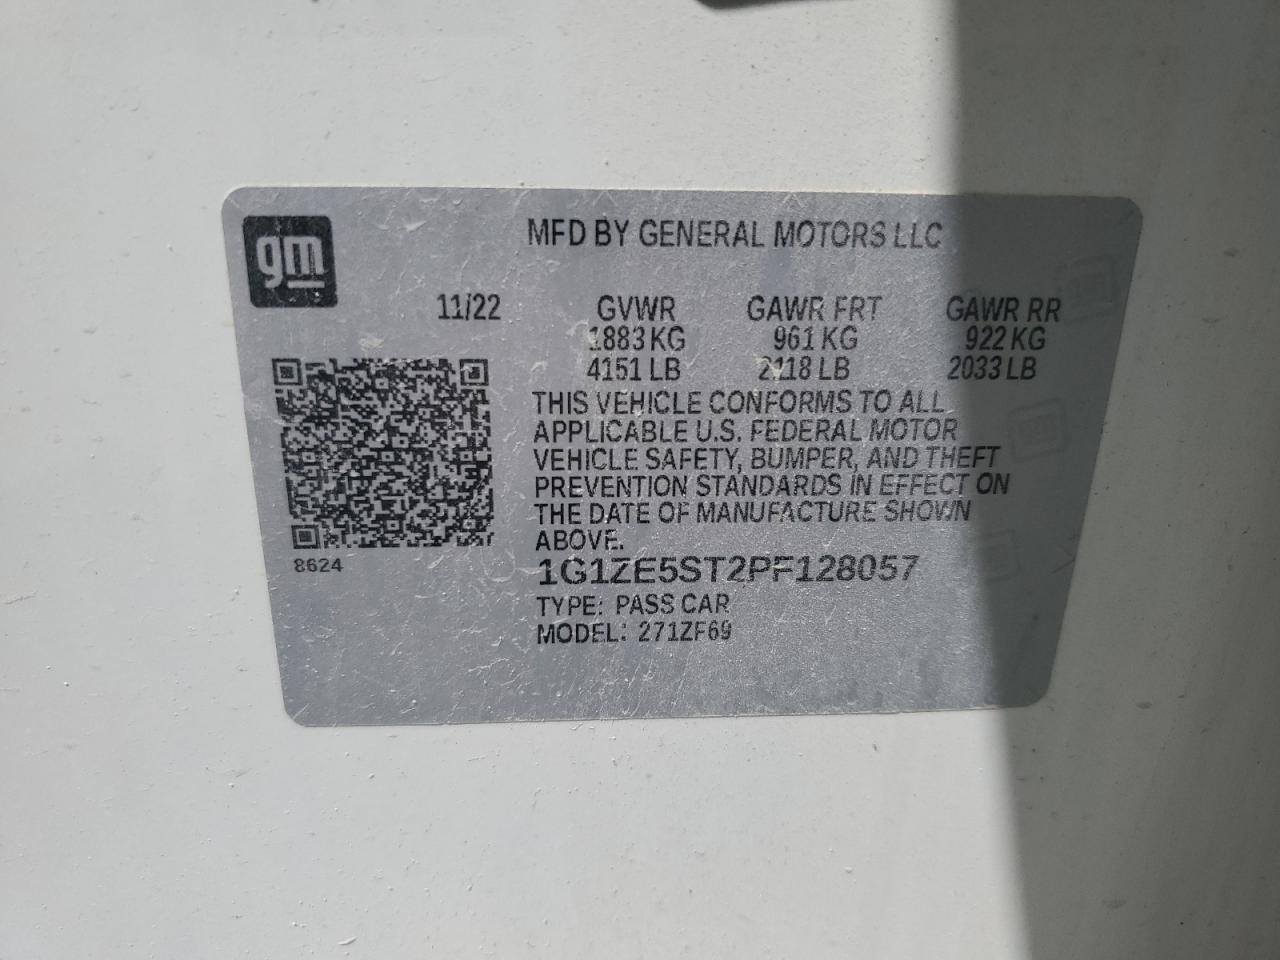 gm
MFD BY GENERAL MOTORS LLC
11/22 GVWR GAWR FRT GAWR RR
1883 KG 961 KG 922 KG
4151 LB 2118 LB 2033 LB
THIS VEHICLE CONFORMS TO ALL
APPLICABLE U.S. FEDERAL MOTOR
VEHICLE SAFETY, BUMPER, AND THEFT
PREVENTION STANDARDS IN EFFECT ON
THE DATE OF MANUFACTURE SHOWN
ABOVE.
8624
1G1ZE5ST2PF128057
TYPE: PASS CAR
MODEL: 271ZF69